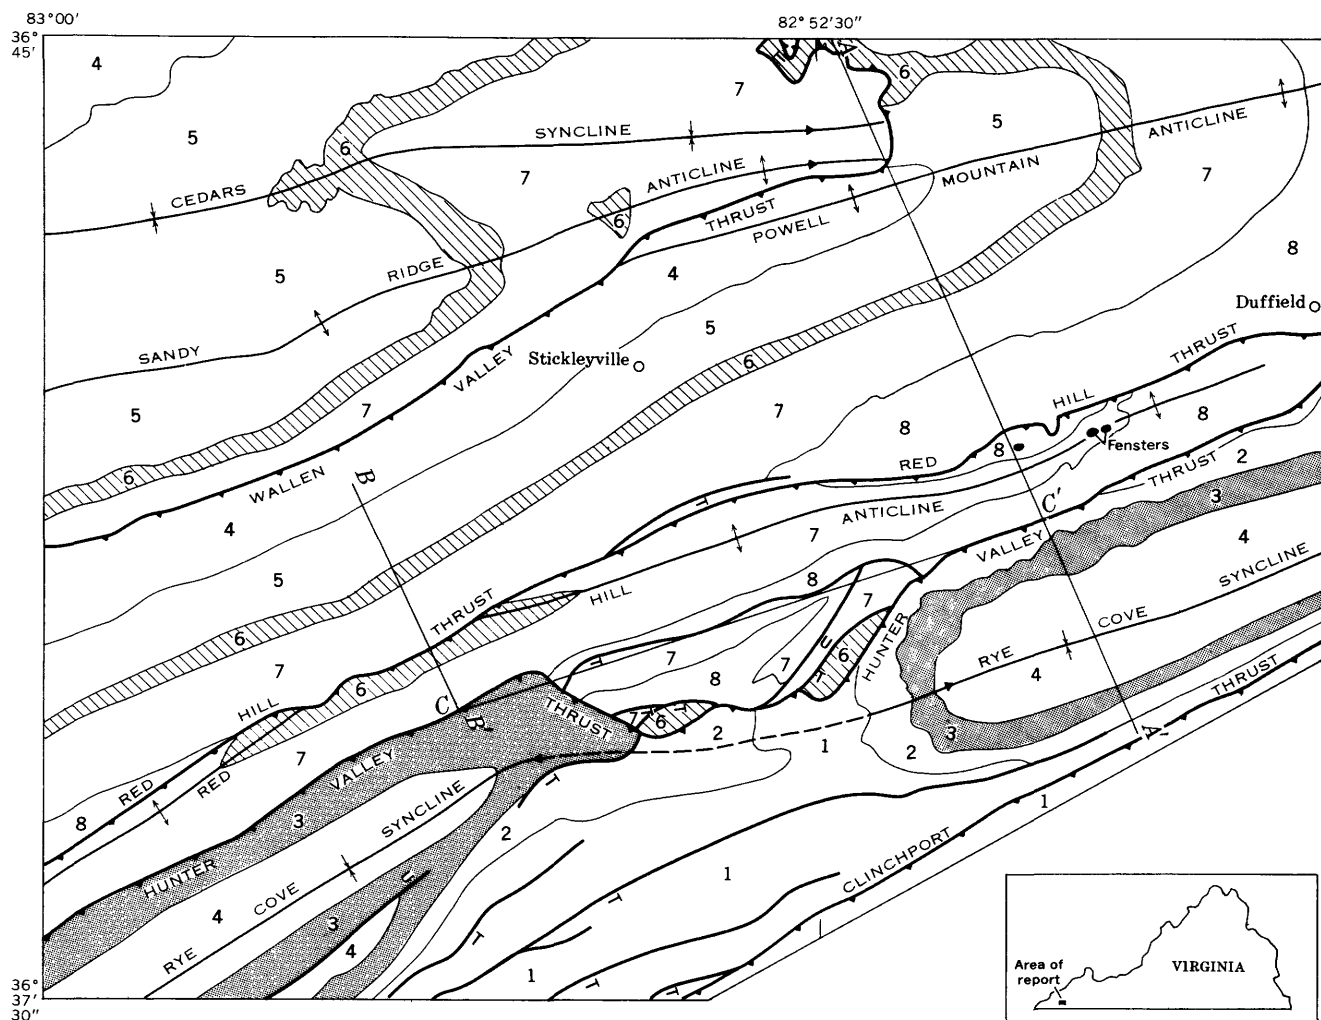 83°00′
82°52′30″
36°
45′
4
5
7
A
6
5
CEDARS
SYNCLINE
6
7
ANTICLINE
THRUST
POWELL
MOUNTAIN
ANTICLINE
7
8
6
5
RIDGE
SANDY
4
5
Duffield
Stickleyville
VALLEY
6
7
5
7
THRUST
HILL
8
8
8
Fensters
RED
6
WALLEN
B
4
T
ANTICLINE
7
C′
THRUST
2
3
4
VALLEY
SYNCLINE
5
THRUST
HILL
8
7
6
7
6
HILL
7
U
6
T
HUNTER
RYE
COVE
4
T
7
7
8
C
B′
THRUST
7
T
6
T
2
1
2
3
THRUST
A′
RED
RED
8
7
VALLEY
3
SYNCLINE
T
2
1
1
CLINCHPORT
HUNTER
COVE
4
U
3
RYE
4
T
T
T
1
T
T
36°
37′
30″
Area of
report
VIRGINIA